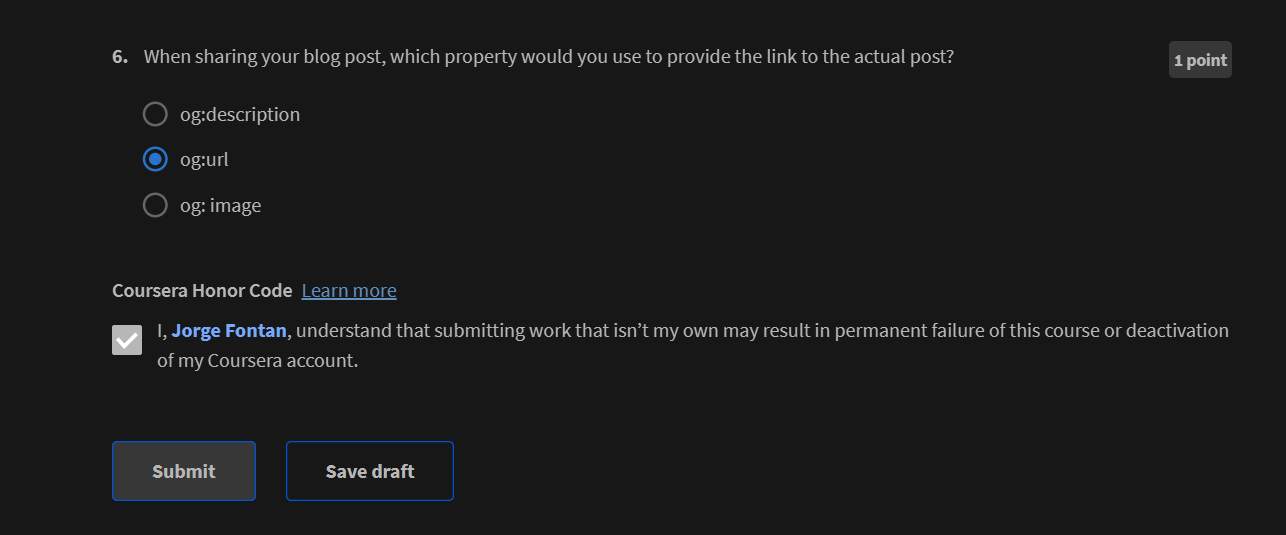 6. When sharing your blog post, which property would you use to provide the link to the actual post?
1 point
og:description
og:url
og: image
Coursera Honor Code Learn more
I, Jorge Fontan, understand that submitting work that isn’t my own may result in permanent failure of this course or deactivation
of my Coursera account.
Submit Save draft